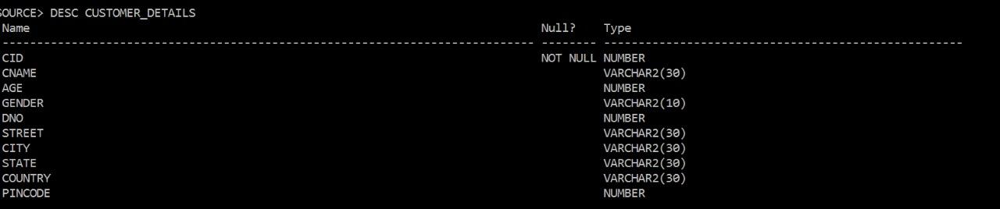 SOURCE> DESC CUSTOMER_DETAILS
Name Null? Type
----------------------------------------------------------------------------- -------- ----------------------------------------------------
CID NOT NULL NUMBER
CNAME VARCHAR2(30)
AGE NUMBER
GENDER VARCHAR2(10)
DNO NUMBER
STREET VARCHAR2(30)
CITY VARCHAR2(30)
STATE VARCHAR2(30)
COUNTRY VARCHAR2(30)
PINCODE NUMBER